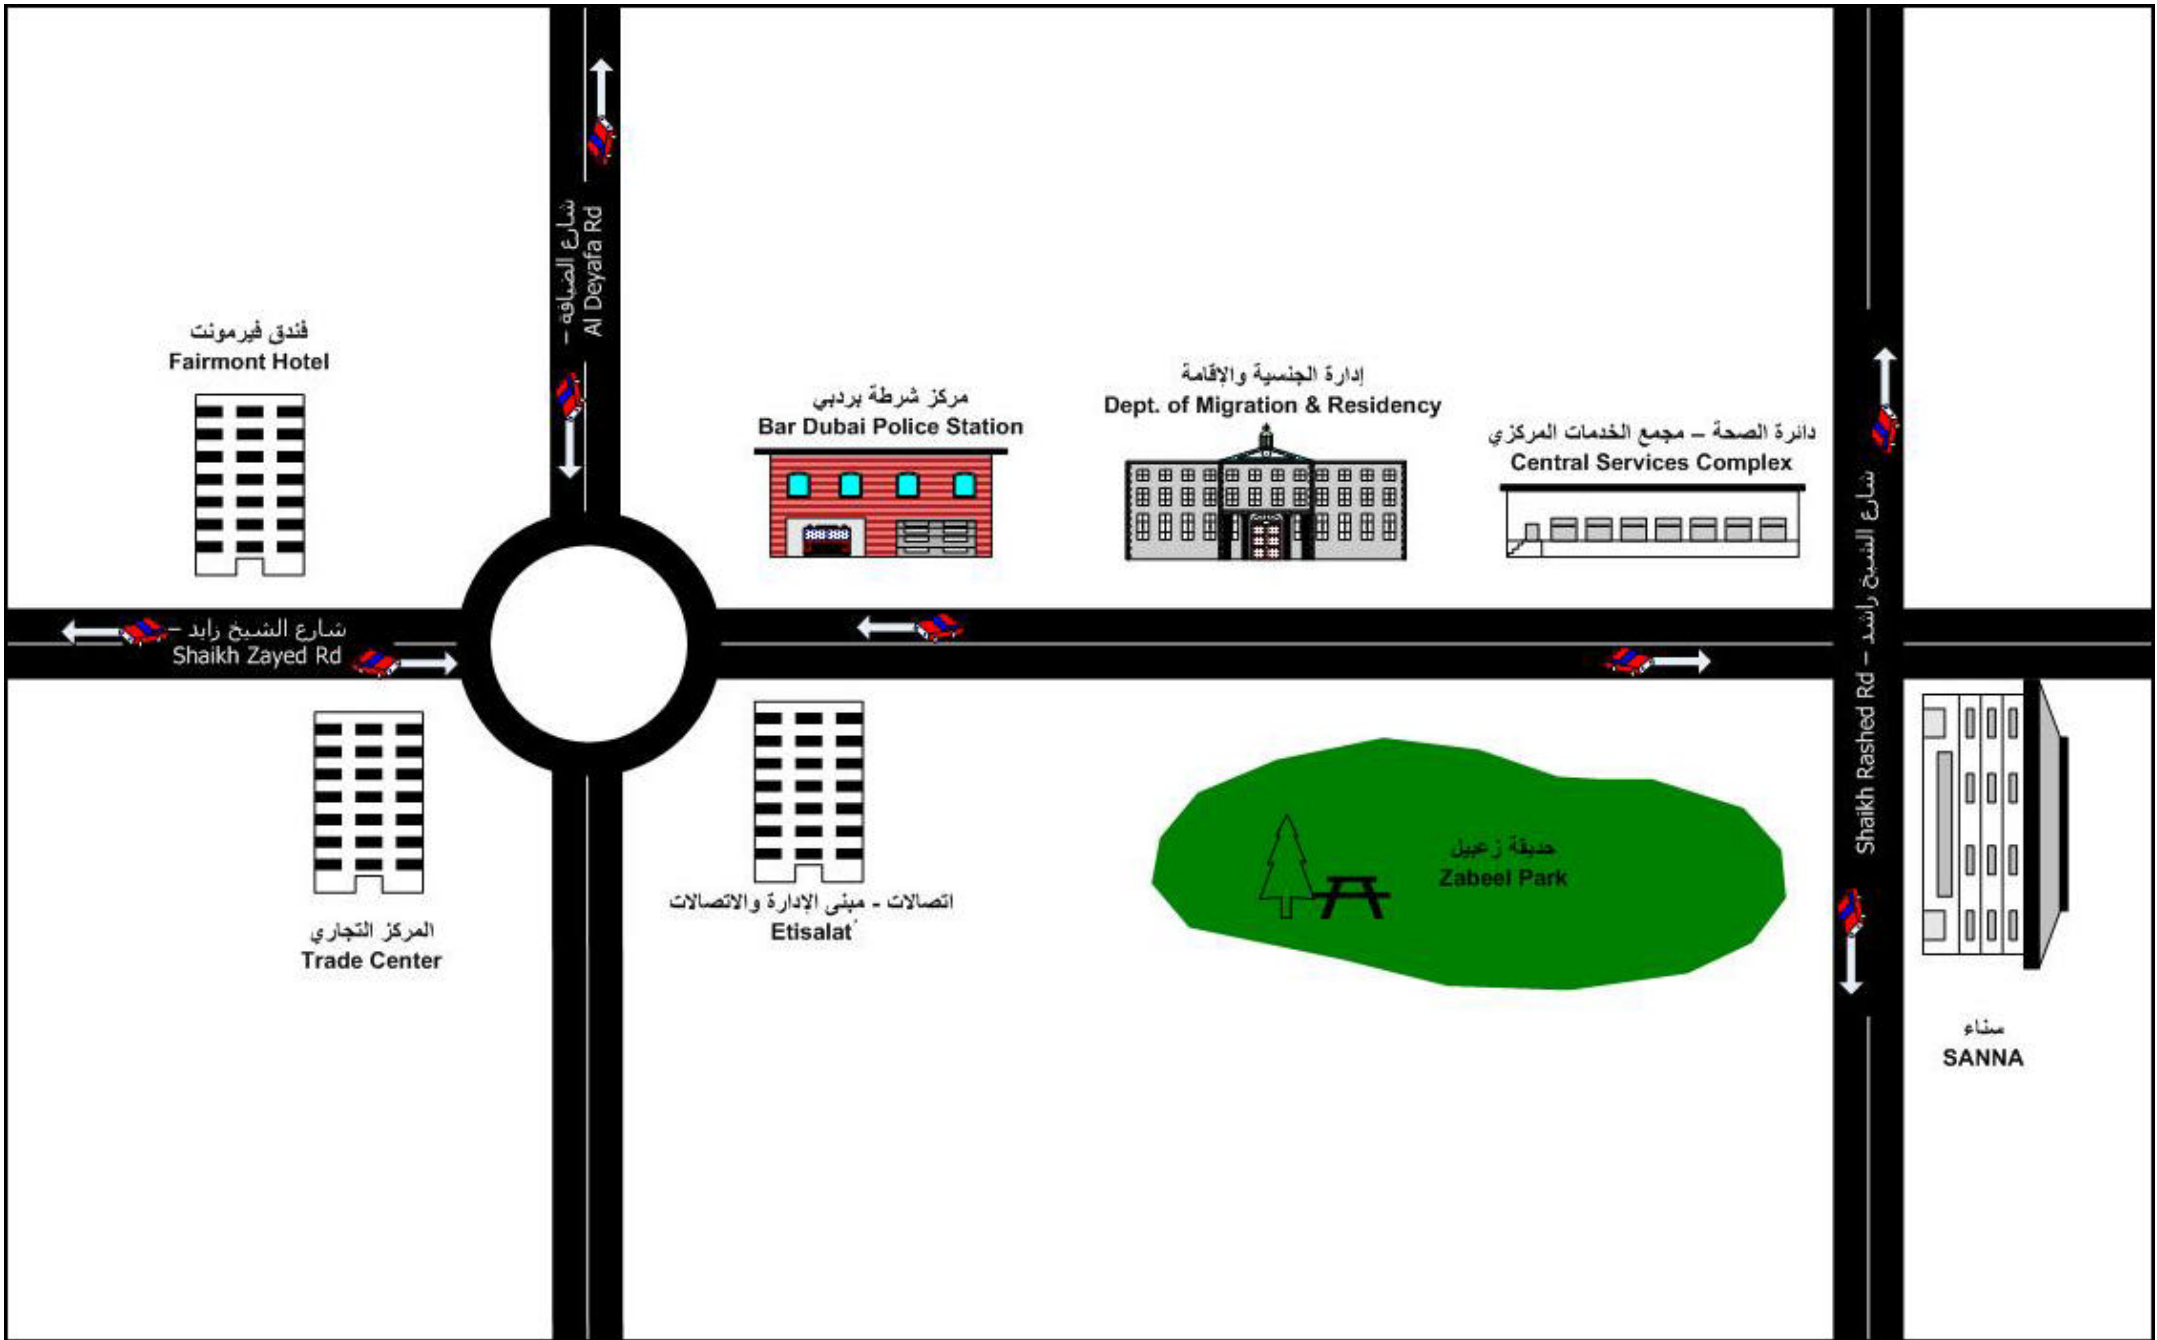 شارع الضيافة –
Al Deyafa Rd
فندق فيرمونت
Fairmont Hotel
مركز شرطة بردبي
Bar Dubai Police Station
إدارة الجنسية والإقامة
Dept. of Migration & Residency
دائرة الصحة – مجمع الخدمات المركزي
Central Services Complex
شارع الشيخ زايد –
Shaikh Zayed Rd
Shaikh Rashed Rd – شارع الشيخ راشد
حديقة زعبيل
Zabeel Park
اتصالات - مبنى الإدارة والاتصالات
Etisalat
المركز التجاري
Trade Center
سناء
SANNA